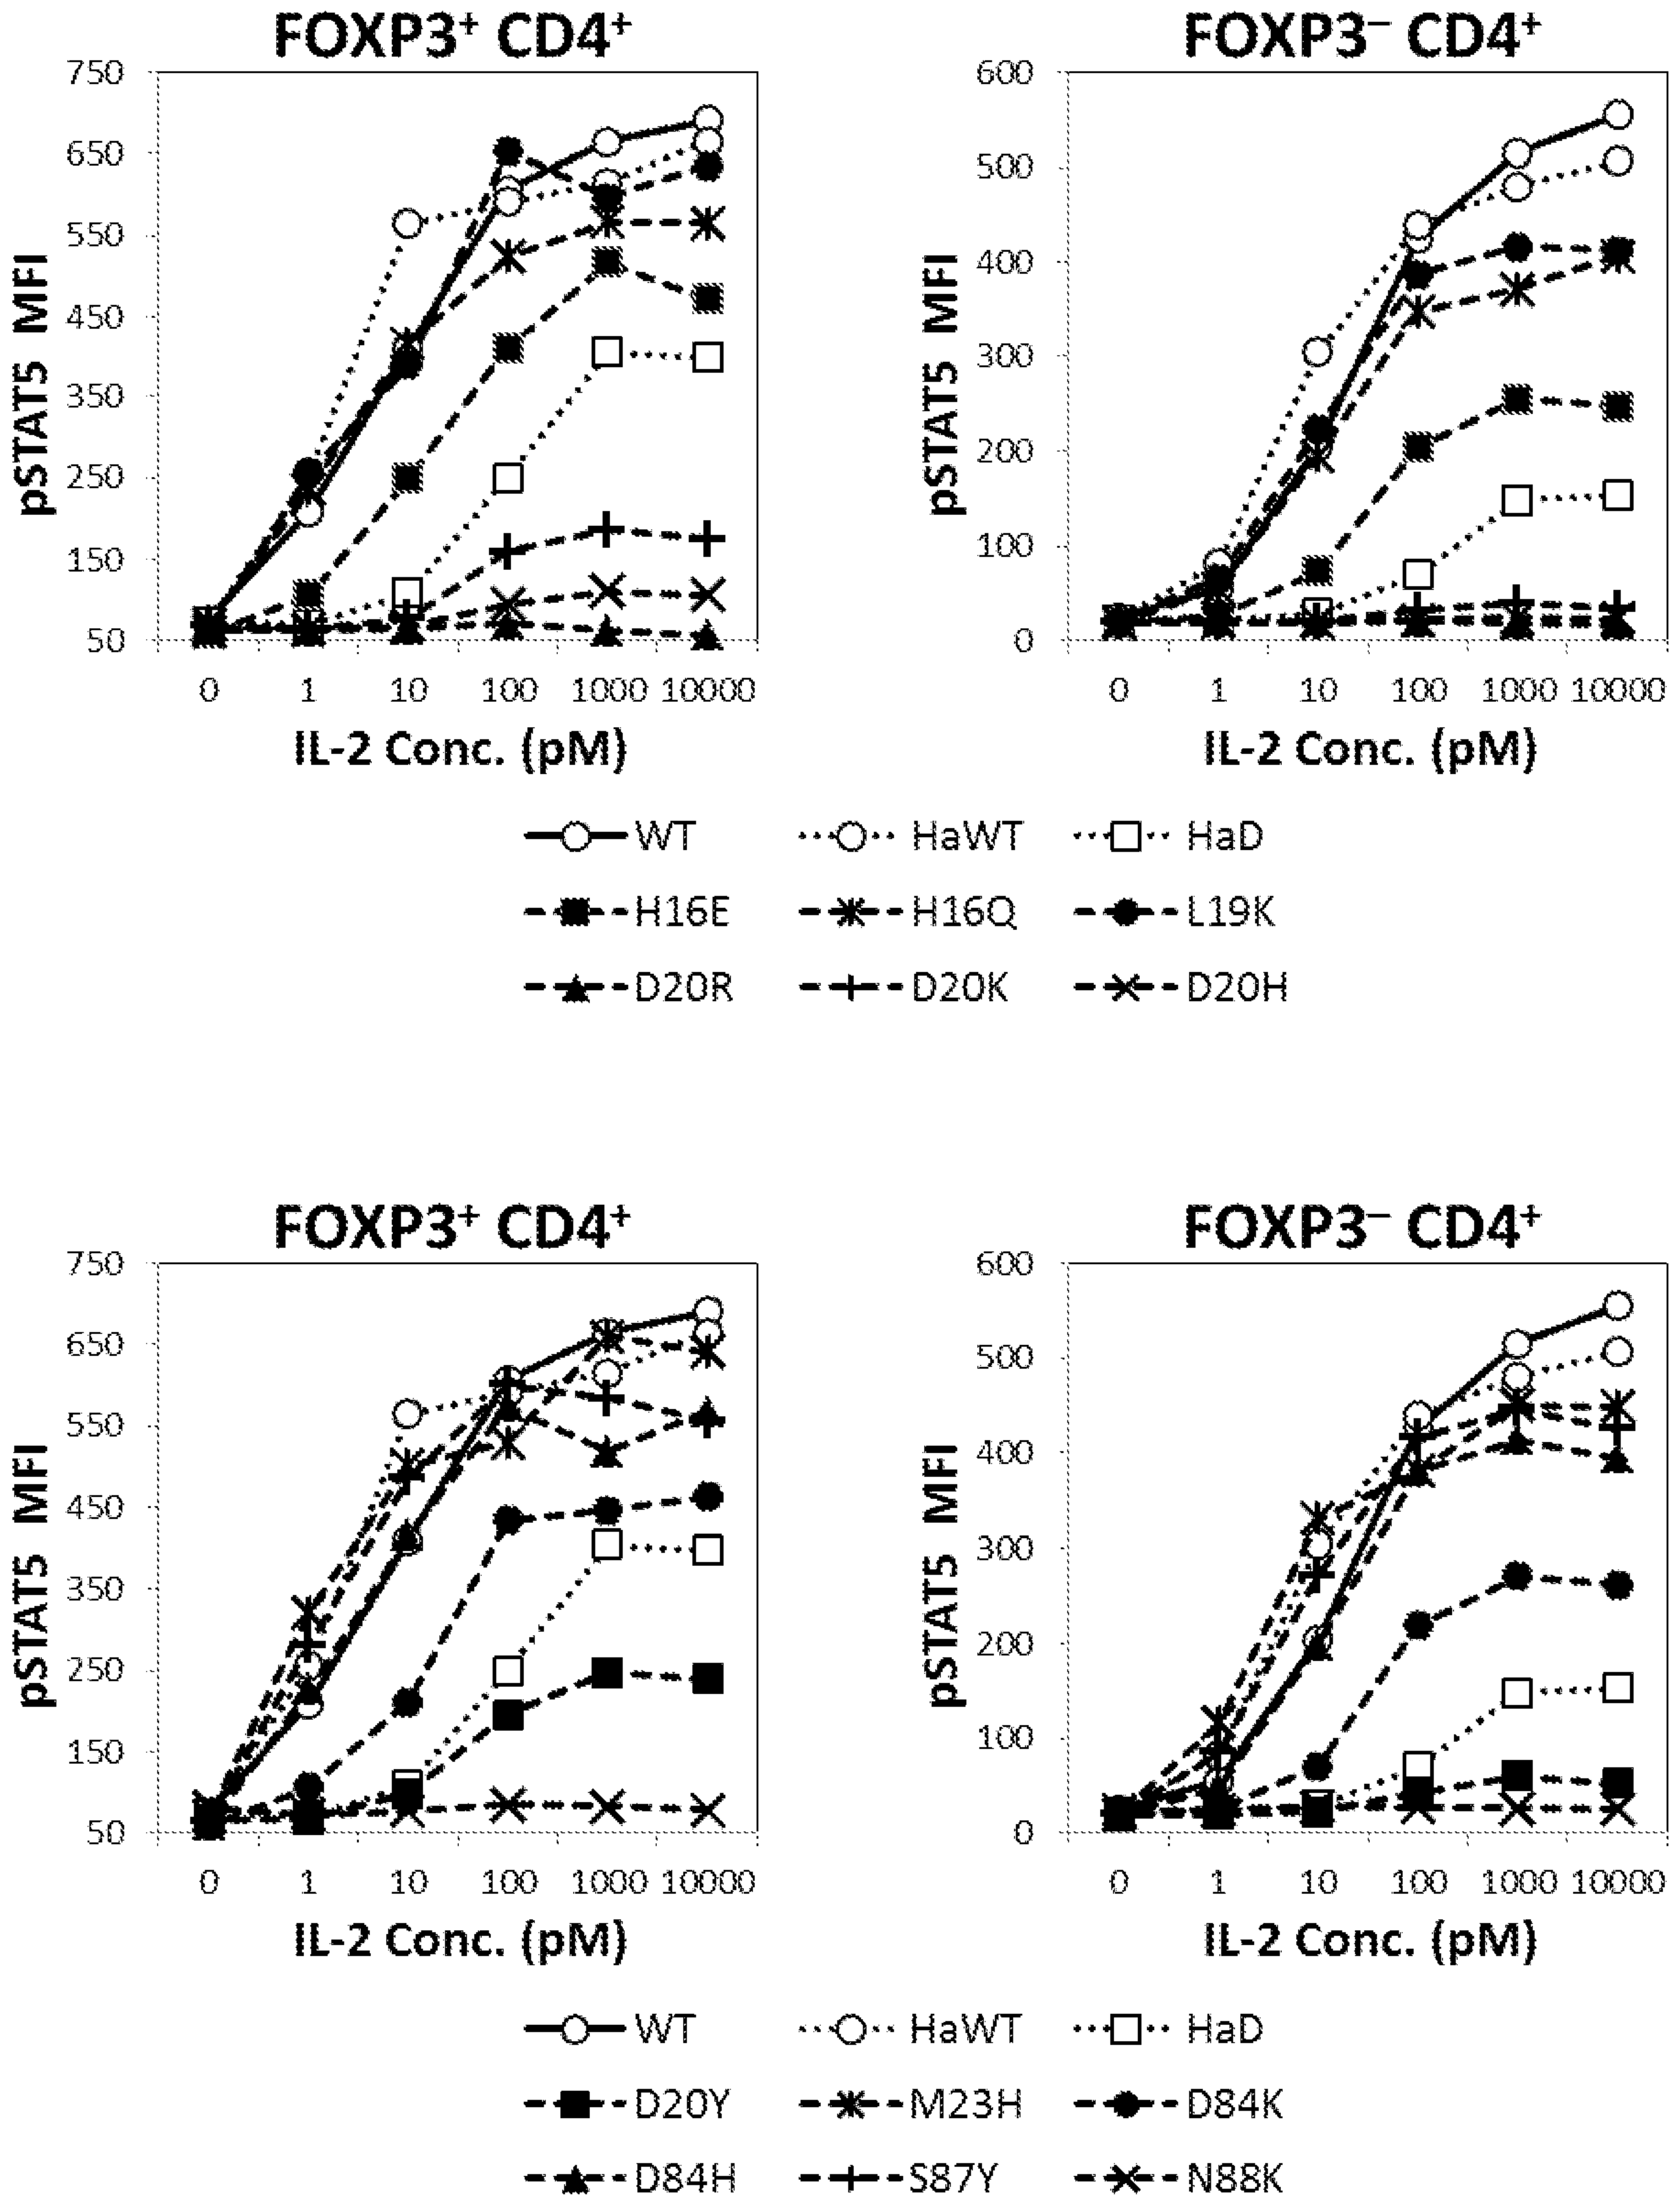 FOXP3+ CD4+
FOXP3– CD4+
pSTAT5 MFI
750
650
550
450
350
250
150
50
0 1 10 100 1000 10000
IL-2 Conc. (pM)
pSTAT5 MFI
600
500
400
300
200
100
0
0 1 10 100 1000 10000
IL-2 Conc. (pM)
WT HaWT HaD
H16E H16Q L19K
D20R D20K D20H
FOXP3+ CD4+
FOXP3– CD4+
pSTAT5 MFI
750
650
550
450
350
250
150
50
0 1 10 100 1000 10000
IL-2 Conc. (pM)
pSTAT5 MFI
600
500
400
300
200
100
0
0 1 10 100 1000 10000
IL-2 Conc. (pM)
WT HaWT HaD
D20Y M23H D84K
D84H S87Y N88K